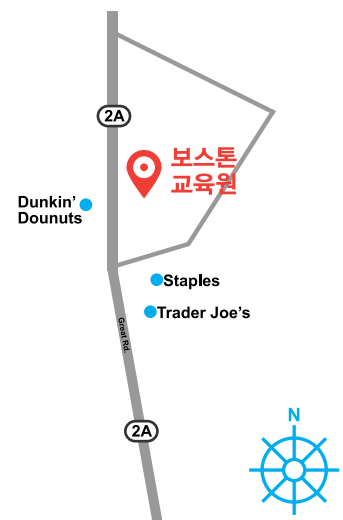 2A
보스톤
교육원
Dunkin'
Dounuts
Staples
Trader Joe's
Great Rd.
2A
N